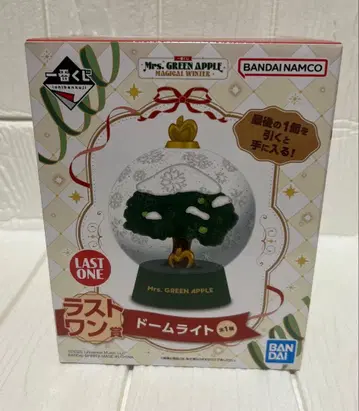 一番くじ
ichibankuji
一番くじ
Mrs. GREEN APPLE
MAGICAL WINTER
BANDAI NAMCO
最後の1個を
引くと
手に入る!
Mrs. GREEN APPLE
LAST
ONE
ラスト
ワン賞
ドームライト 全1種
BAN
DAI